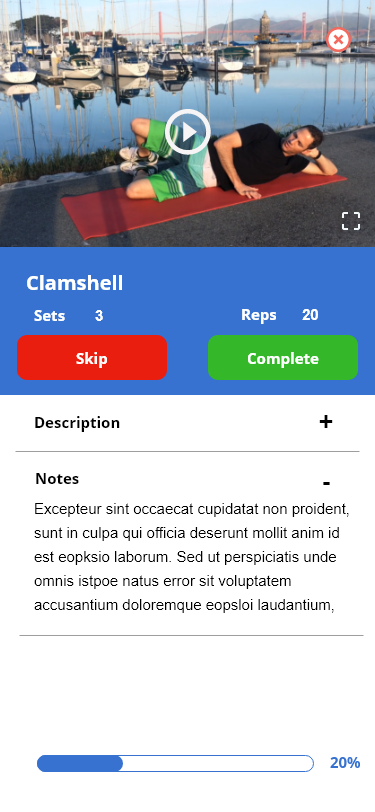 Clamshell
Sets 3 Reps 20
Skip Complete
Description +
Notes -
Excepteur sint occaecat cupidatat non proident,
sunt in culpa qui officia deserunt mollit anim id
est eopksio laborum. Sed ut perspiciatis unde
omnis istpoe natus error sit voluptatem
accusantium doloremque eopsloi laudantium,
20%